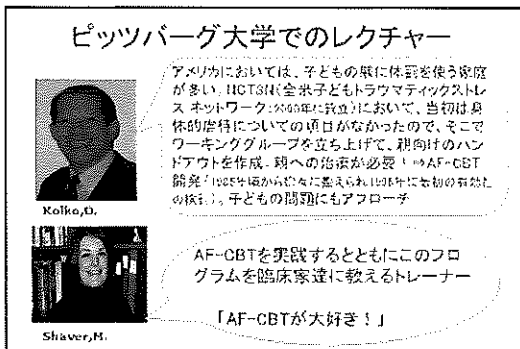 ピッツバーグ大学でのレクチャー
アメリカにおいては、子どもの躾に体罰を使う家庭
が多い。NCTSN(全米子どもトラウマティックストレ
ス ネットワーク:2000年に設立)において、当初は身
体的虐待についての項目がなかったので、そこで
ワーキンググループを立ち上げて、親向けのハン
ドアウトを作成。親への治療が必要!⇒AF-CBT
開発(1985年頃から徐々に整えられ1996年に最初の有効性
の検証)。子どもの問題にもアプローチ
Kolko,D.
AF-CBTを実践するとともにこのプロ
グラムを臨床家達に教えるトレーナー
「AF-CBTが大好き!」
Shaver,M.